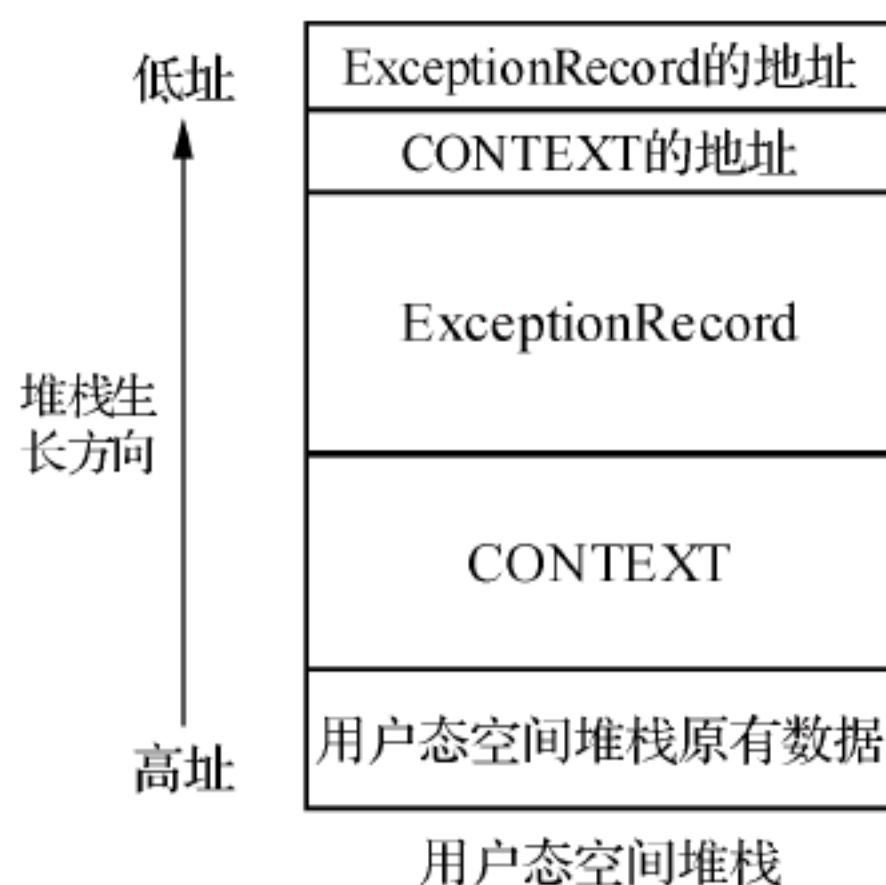 低址
ExceptionRecord的地址
CONTEXT的地址
ExceptionRecord
堆栈生
长方向
CONTEXT
用户态空间堆栈原有数据
高址
用户态空间堆栈